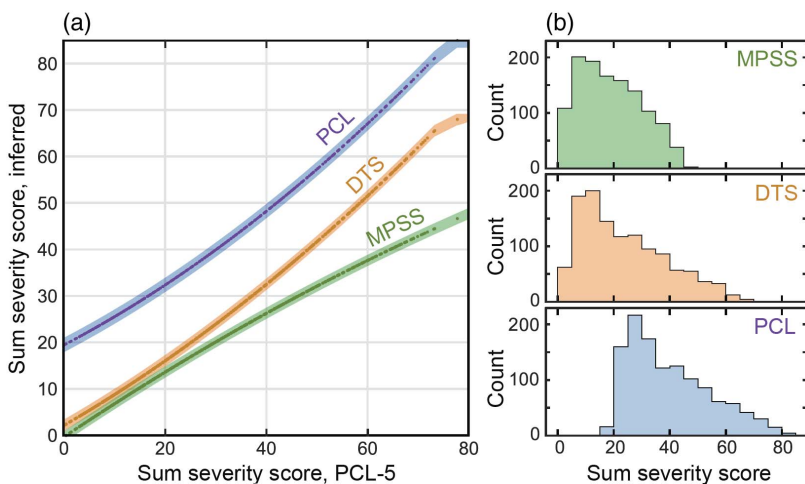 (a)
Sum severity score, inferred
80
70
60
50
40
30
20
10
0
PCL
DTS
MPSS
0 20 40 60 80
Sum severity score, PCL-5
(b)
MPSS
Count
200
100
0
DTS
Count
200
100
0
PCL
Count
200
100
0
0 20 40 60 80
Sum severity score